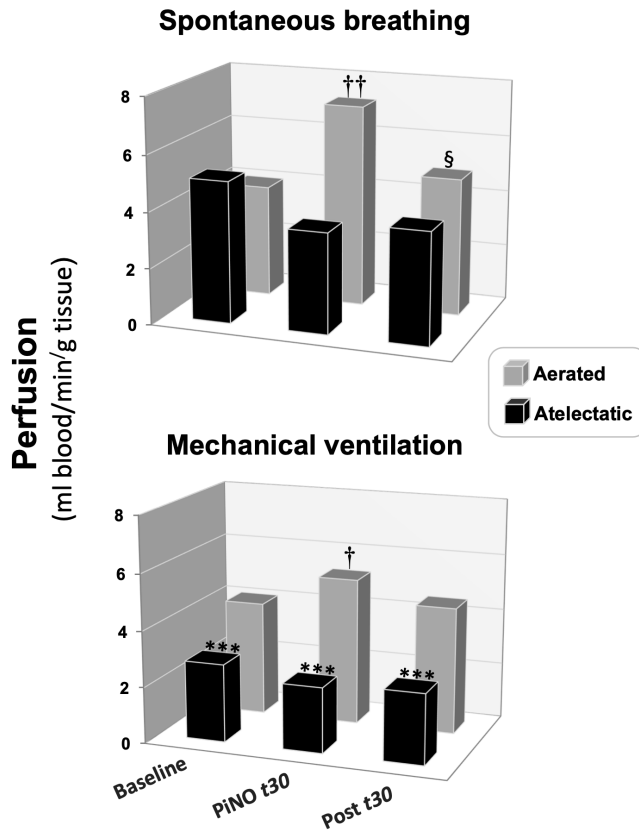 Spontaneous breathing
8
6
4
2
0
††
§
Perfusion
(ml blood/min/g tissue)
Aerated
Atelectatic
Mechanical ventilation
8
6
4
2
0
†
***
***
***
Baseline
PiNO t30
Post t30